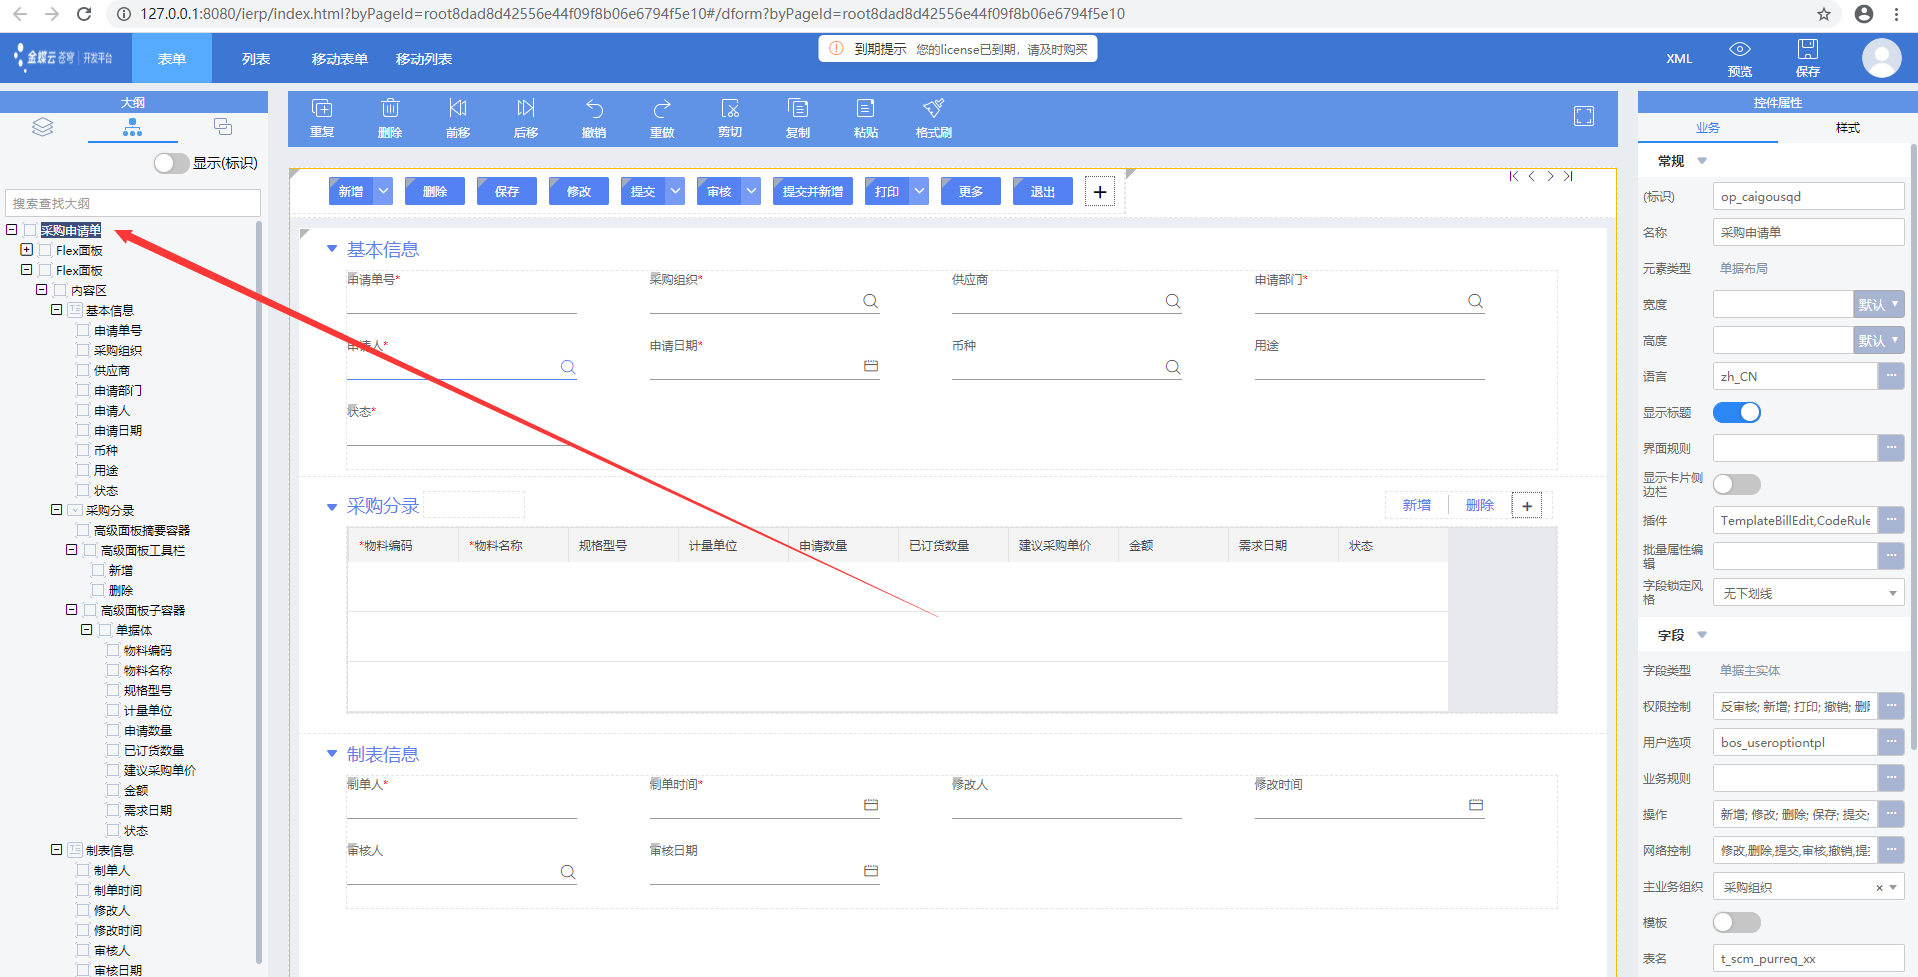 127.0.0.1:8080/ierp/index.html?byPageId=root8dad8d42556e44f09f8b06e6794f5e10#/dform?byPageId=root8dad8d42556e44f09f8b06e6794f5e10
金蝶云 苍穹 | 开发平台
表单
列表
移动表单
移动列表
到期提示 您的license已到期，请及时购买
XML
预览
保存
大纲
显示(标识)
搜索查找大纲
采购申请单
Flex面板
Flex面板
内容区
基本信息
申请单号
采购组织
供应商
申请部门
申请人
申请日期
币种
用途
状态
采购分录
高级面板摘要容器
高级面板工具栏
新增
删除
高级面板子容器
单据体
物料编码
物料名称
规格型号
计量单位
申请数量
已订货数量
建议采购单价
金额
需求日期
状态
制表信息
制单人
制单时间
修改人
修改时间
审核人
审核日期
重复
删除
前移
后移
撤销
重做
剪切
复制
粘贴
格式刷
新增
删除
保存
修改
提交
审核
提交并新增
打印
更多
退出
+
基本信息
申请单号*
采购组织*
供应商
申请部门*
申请人*
申请日期*
币种
用途
状态*
采购分录
新增
删除
+
*物料编码
*物料名称
规格型号
计量单位
申请数量
已订货数量
建议采购单价
金额
需求日期
状态
制表信息
制单人*
制单时间*
修改人
修改时间
审核人
审核日期
控件属性
业务
样式
常规
(标识) op_caigousqd
名称 采购申请单
元素类型 单据布局
宽度 默认
高度 默认
语言 zh_CN
显示标题
界面规则
显示卡片侧
边栏
插件 TemplateBillEdit,CodeRule
批量属性编
辑
字段锁定风
格
无下划线
字段
字段类型 单据主实体
权限控制 反审核; 新增; 打印; 撤销;
用户选项 bos_useroptiontpl
业务规则
操作 新增; 修改; 删除; 保存; 提交;
网络控制 修改,删除,提交,审核,撤销,
主业务组织 采购组织
模板
表名 t_scm_purreq_xx